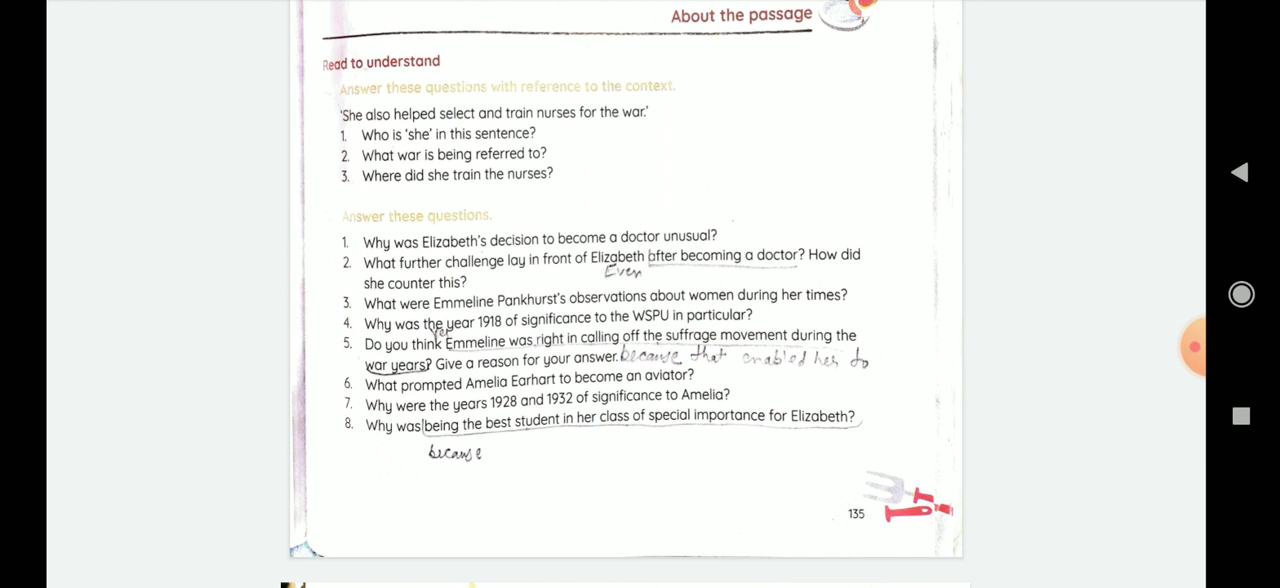 About the passage
Read to understand
Answer these questions with reference to the context.
'She also helped select and train nurses for the war.'
1. Who is 'she' in this sentence?
2. What war is being referred to?
3. Where did she train the nurses?
Answer these questions.
1. Why was Elizabeth's decision to become a doctor unusual?
2. What further challenge lay in front of Elizabeth after becoming a doctor? How did
Even
she counter this?
3. What were Emmeline Pankhurst's observations about women during her times?
4. Why was the year 1918 of significance to the WSPU in particular?
5. Do you think Emmeline was right in calling off the suffrage movement during the
war years? Give a reason for your answer. because that enabled her to
6. What prompted Amelia Earhart to become an aviator?
7. Why were the years 1928 and 1932 of significance to Amelia?
8. Why was being the best student in her class of special importance for Elizabeth?
because
135